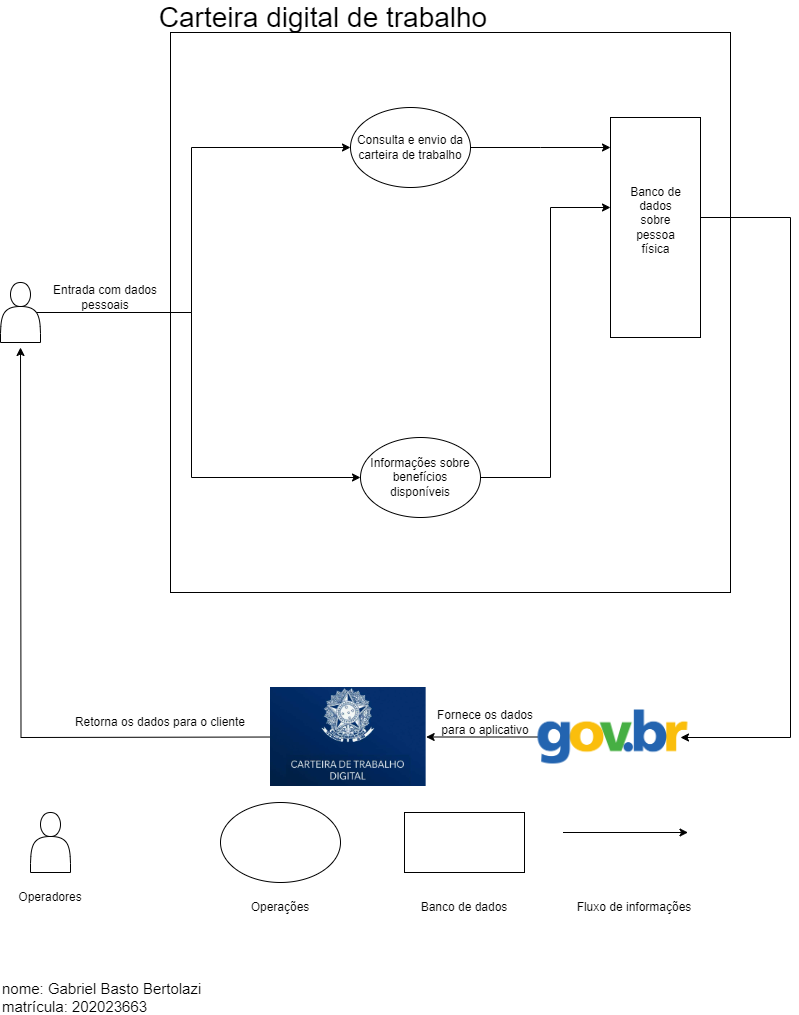 Carteira digital de trabalho
Consulta e envio da
carteira de trabalho
Banco de
dados
sobre
pessoa
física
Entrada com dados
pessoais
Informações sobre
benefícios
disponíveis
Retorna os dados para o cliente
CARTEIRA DE TRABALHO
DIGITAL
Fornece os dados
para o aplicativo
gov.br
Operadores
Operações
Banco de dados
Fluxo de informações
nome: Gabriel Basto Bertolazi
matrícula: 202023663